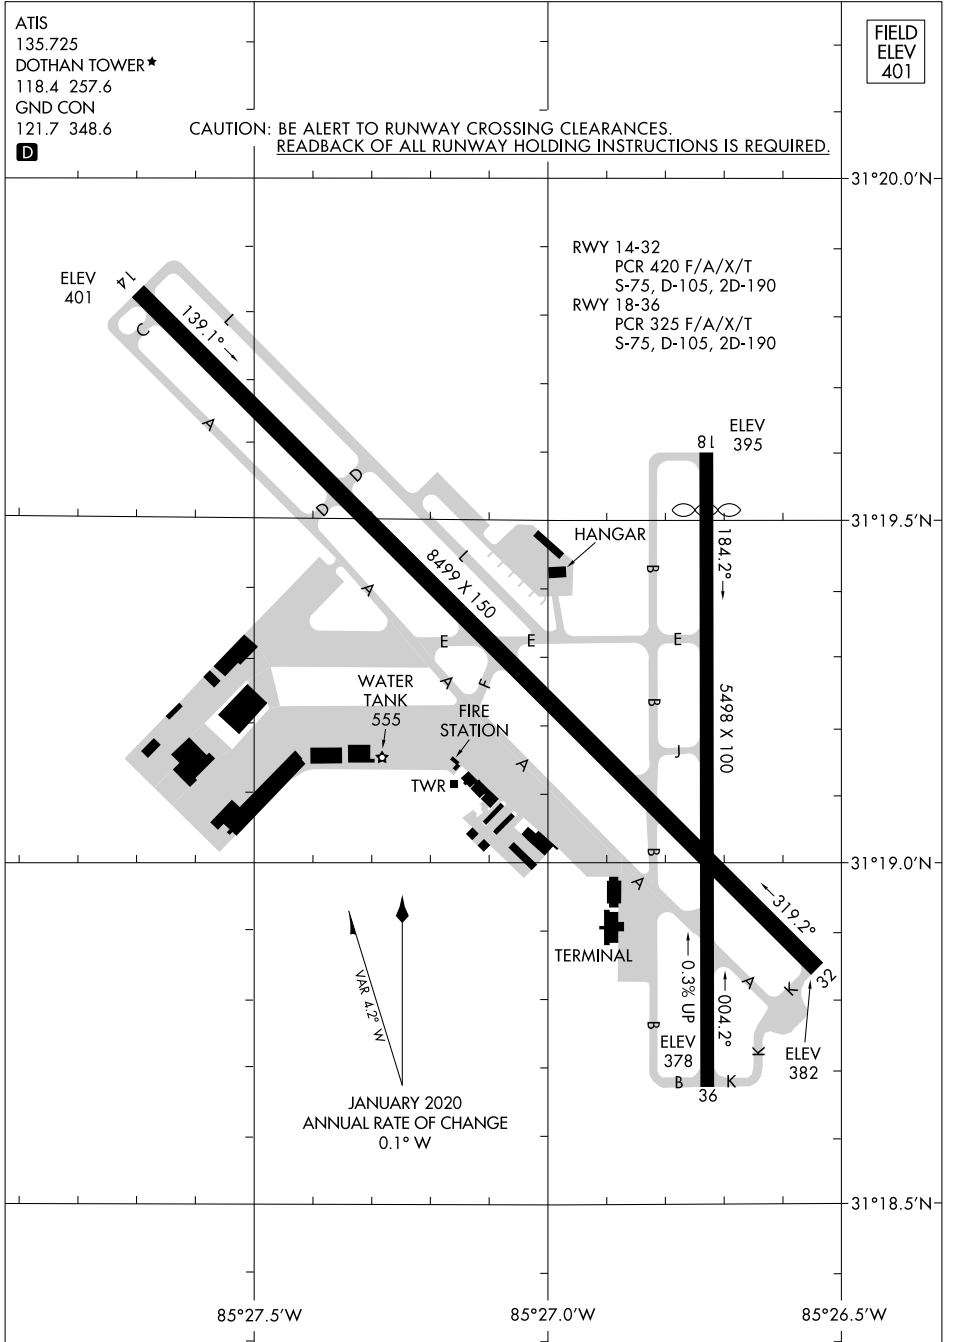 ATIS
135.725
DOTHAN TOWER★
118.4 257.6
GND CON
121.7 348.6
D
FIELD
ELEV
401
CAUTION: BE ALERT TO RUNWAY CROSSING CLEARANCES.
READBACK OF ALL RUNWAY HOLDING INSTRUCTIONS IS REQUIRED.
31°20.0'N
RWY 14-32
PCR 420 F/A/X/T
S-75, D-105, 2D-190
RWY 18-36
PCR 325 F/A/X/T
S-75, D-105, 2D-190
ELEV
401
14
139.1°
L
C
A
ELEV
395
18
D
D
31°19.5'N
HANGAR
184.2°
L
8499 X 150
B
A
E
E
E
A
F
B
5498 X 100
WATER
TANK
555
FIRE
STATION
J
A
TWR
B
31°19.0'N
A
319.2°
TERMINAL
0.3% UP
004.2°
A
K
32
VAR 4.2° W
B
ELEV
378
K
ELEV
382
B
K
36
JANUARY 2020
ANNUAL RATE OF CHANGE
0.1° W
31°18.5'N
85°27.5'W
85°27.0'W
85°26.5'W